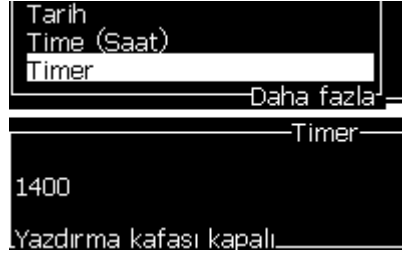 Tarih
Time (Saat)
Timer
Daha fazla
Timer
1400
Yazdırma kafası kapalı